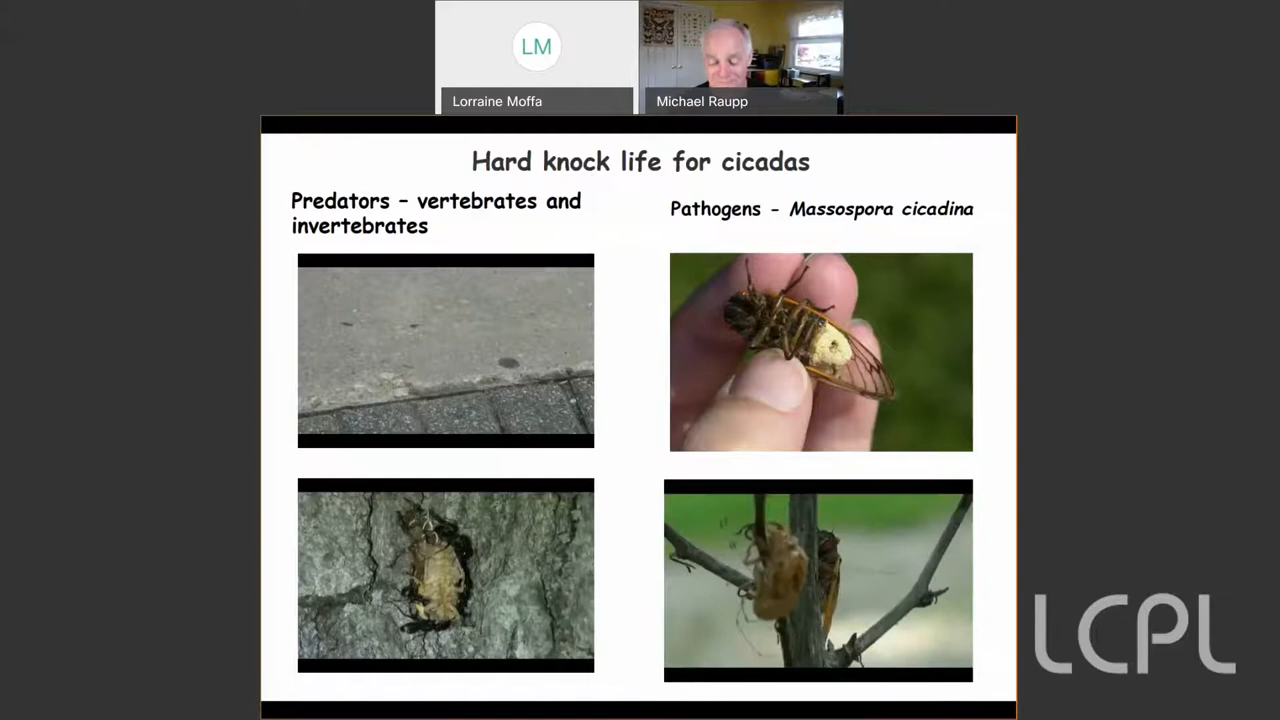 LM
Lorraine Moffa
Michael Raupp
Hard knock life for cicadas
Predators – vertebrates and
invertebrates
Pathogens - Massospora cicadina
LCPL